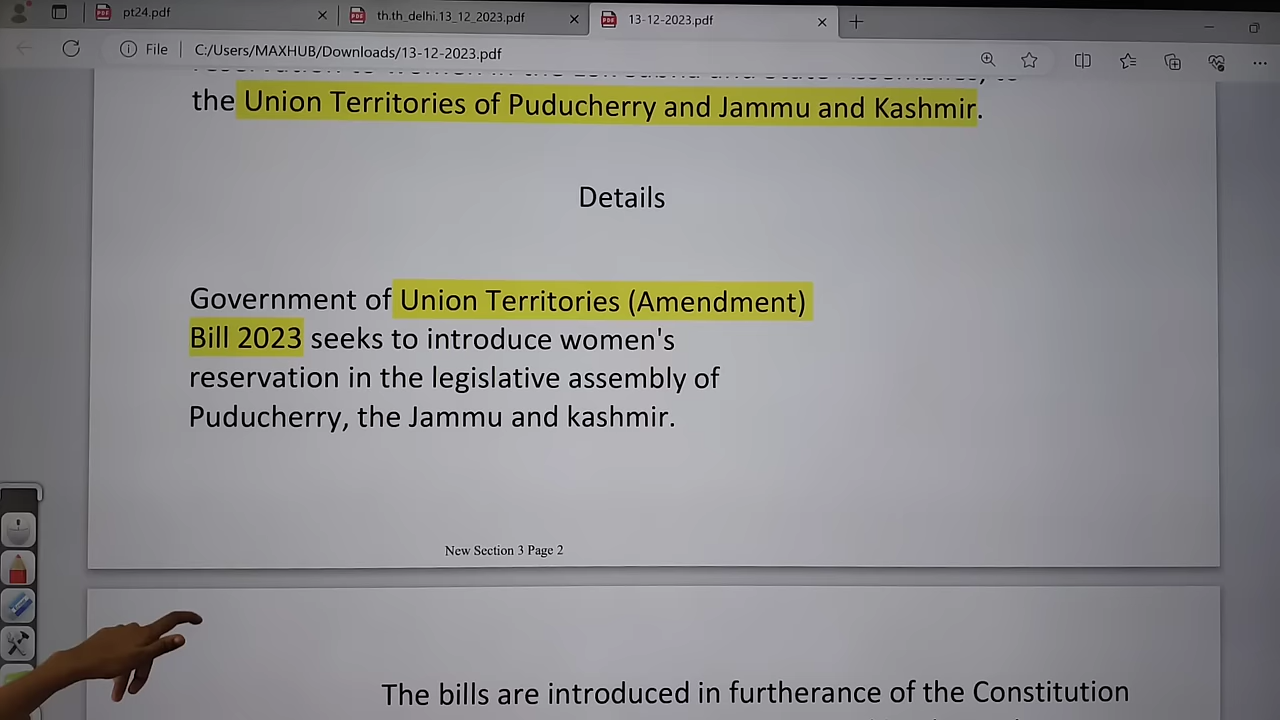 pt24.pdf
th.th_delhi.13_12_2023.pdf
13-12-2023.pdf
File
C:/Users/MAXHUB/Downloads/13-12-2023.pdf
the Union Territories of Puducherry and Jammu and Kashmir.
Details
Government of Union Territories (Amendment)
Bill 2023 seeks to introduce women's
reservation in the legislative assembly of
Puducherry, the Jammu and kashmir.
New Section 3 Page 2
The bills are introduced in furtherance of the Constitution